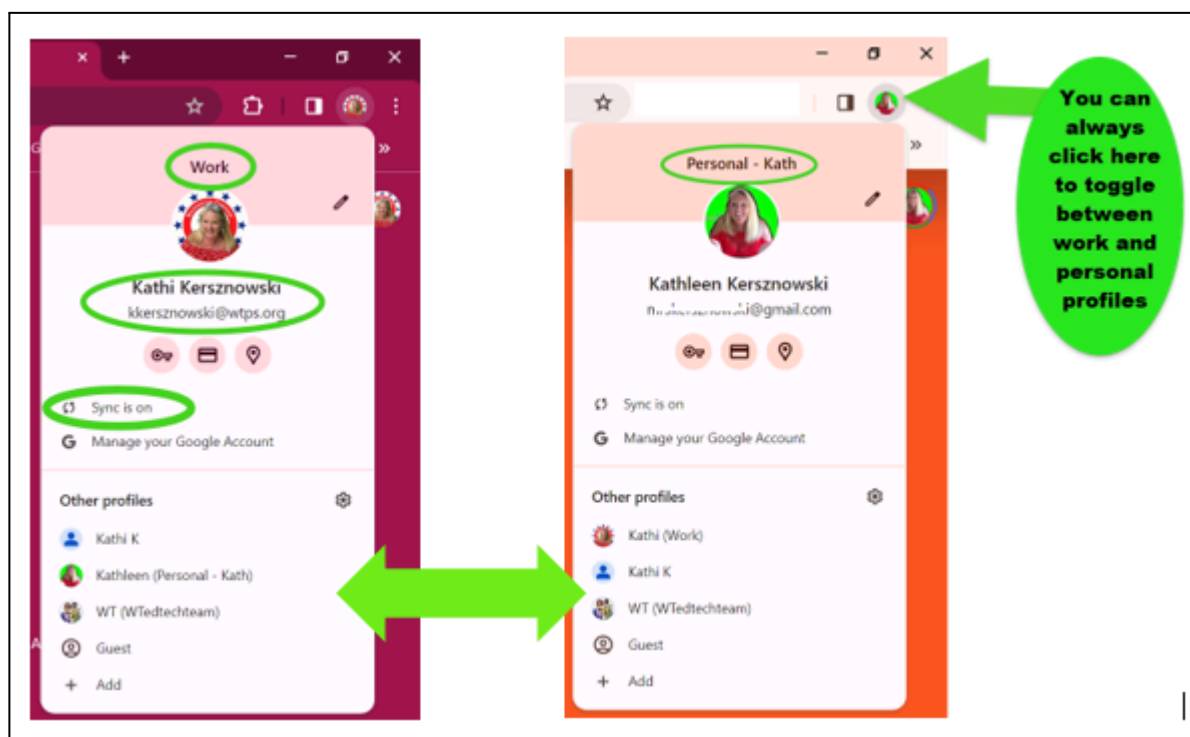 Work
Kathi Kersznowski
kkersznowski@wtps.org
Sync is on
Manage your Google Account
Other profiles
Kathi K
Kathleen (Personal - Kath)
WT (WTedtechteam)
Guest
Add
Personal - Kath
Kathleen Kersznowski
@gmail.com
Sync is on
Manage your Google Account
Other profiles
Kathi (Work)
Kathi K
WT (WTedtechteam)
Guest
Add
You can
always
click here
to toggle
between
work and
personal
profiles